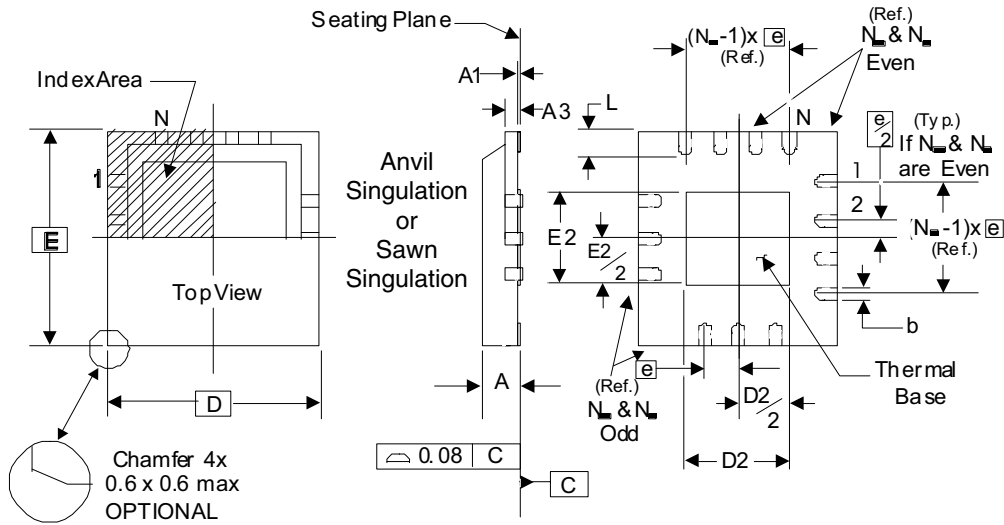 Seating Plane
Index Area
N
1
E
Top View
D
Chamfer 4x
0.6 x 0.6 max
OPTIONAL
Anvil
Singulation
or
Sawn
Singulation
A1
A3
A
0.08 C
C
L
E2
E2/2
(Ref.)
N & N
Odd
e
(N -1)x e
(Ref.)
(Ref.)
N & N
Even
N
e/2
(Typ.)
If N & N
are Even
1
2
(N -1)x e
(Ref.)
b
Thermal
Base
D2/2
D2